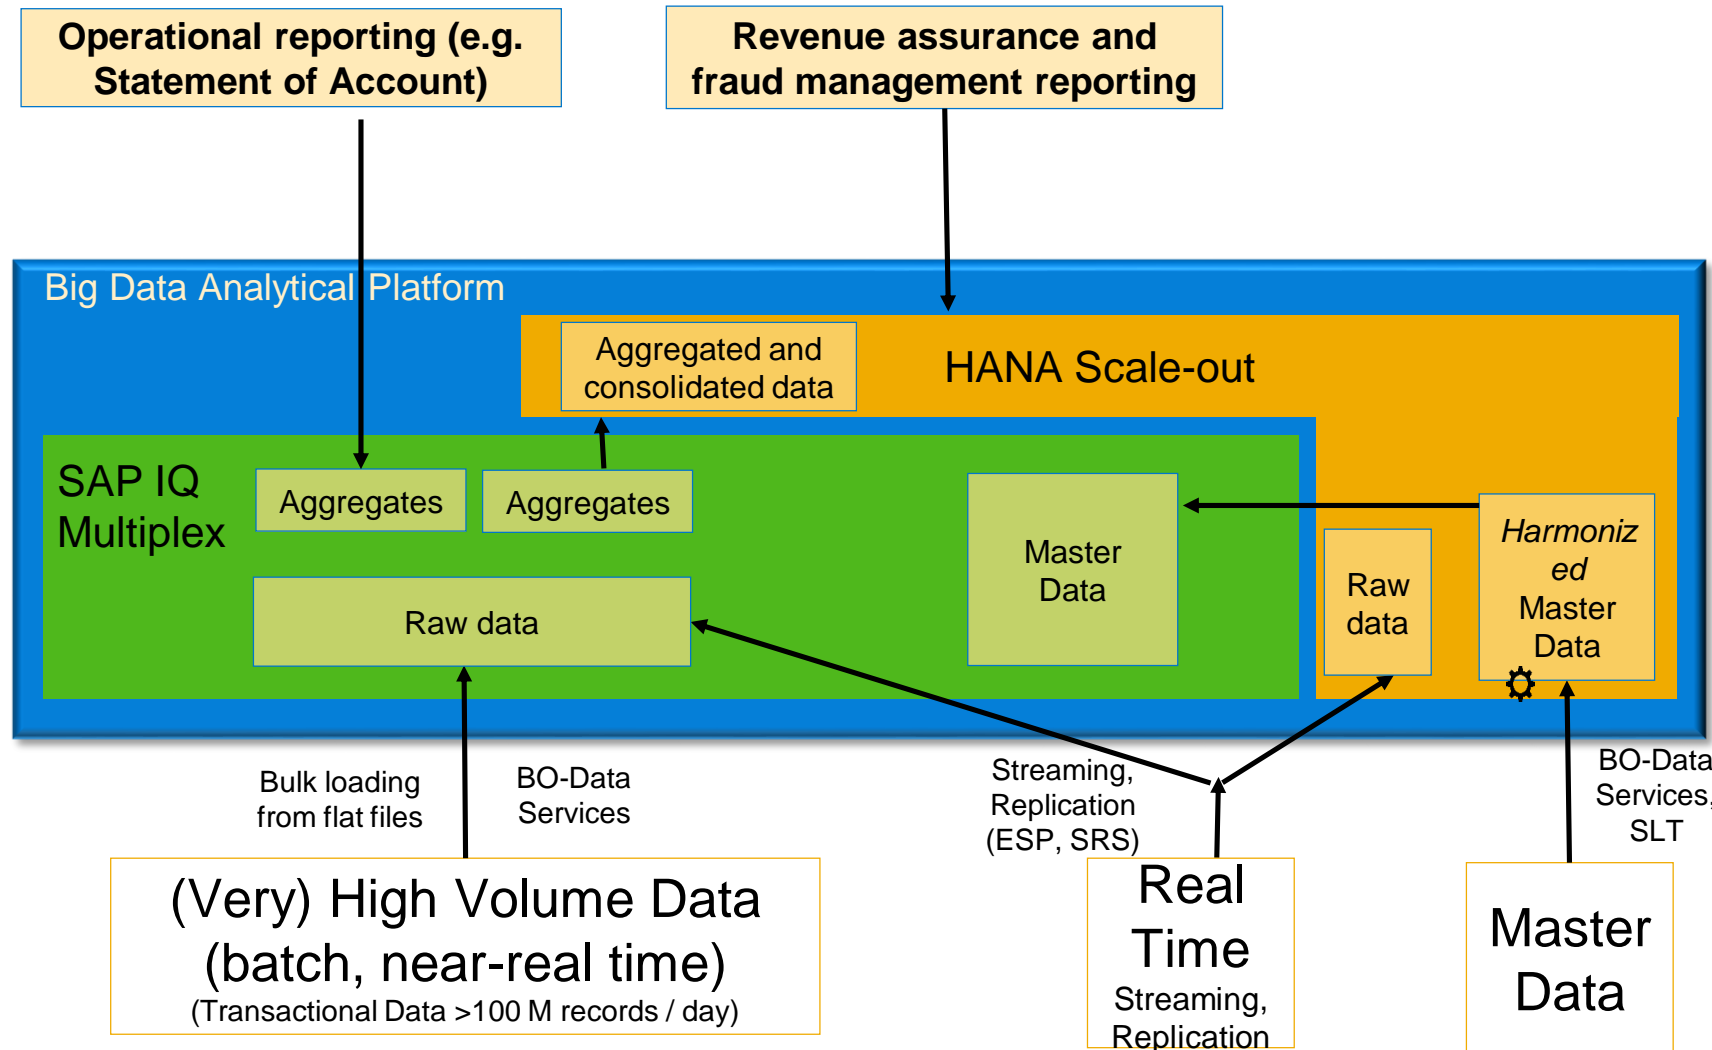 Operational reporting (e.g.
Statement of Account)
Revenue assurance and
fraud management reporting
Big Data Analytical Platform
Aggregated and
consolidated data
HANA Scale-out
SAP IQ
Multiplex
Aggregates
Aggregates
Master
Data
Raw data
Raw
data
Harmoniz
ed
Master
Data
Bulk loading
from flat files
BO-Data
Services
Streaming,
Replication
(ESP, SRS)
BO-Data
Services,
SLT
(Very) High Volume Data
(batch, near-real time)
(Transactional Data >100 M records / day)
Real
Time
Streaming,
Replication
Master
Data